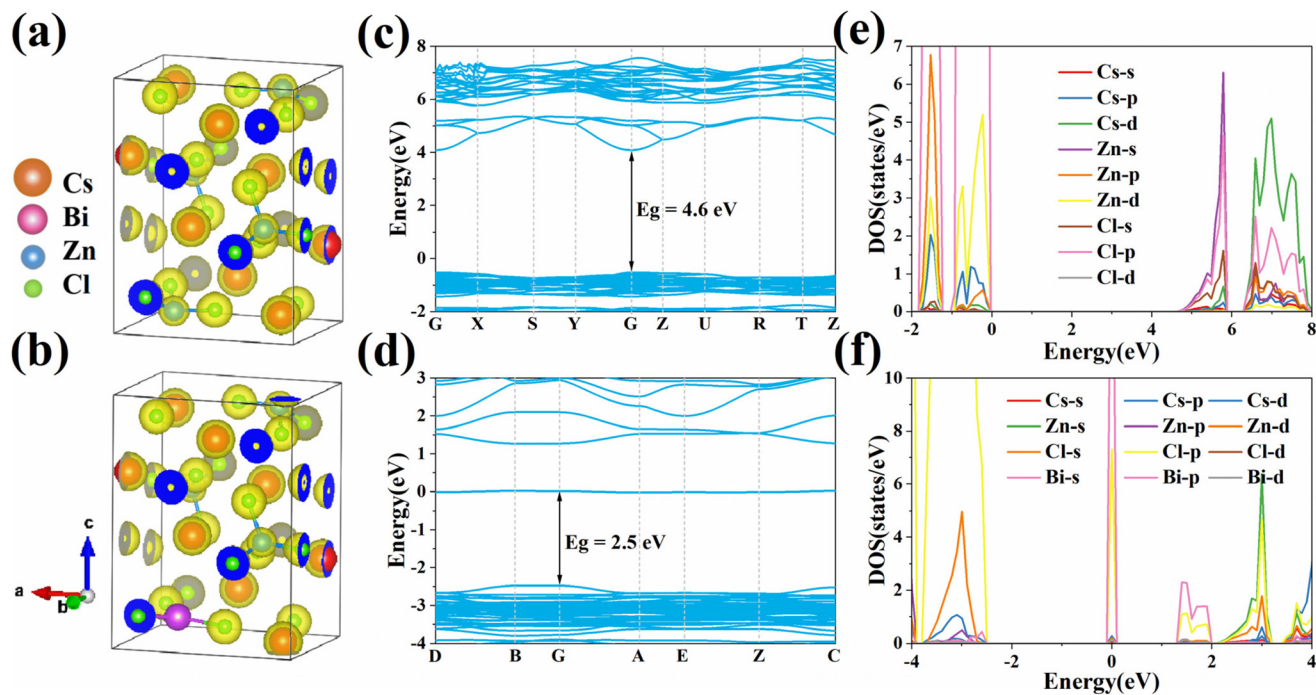 (a)
Cs
Bi
Zn
Cl
(b)
c
a
b
(c)
Energy(eV)
8
6
4
2
0
-2
Eg = 4.6 eV
G X S Y G Z U R T Z
(d)
Energy(eV)
3
2
1
0
-1
-2
-3
-4
Eg = 2.5 eV
D B G A E Z C
(e)
DOS(states/eV)
7
6
5
4
3
2
1
0
Cs-s
Cs-p
Cs-d
Zn-s
Zn-p
Zn-d
Cl-s
Cl-p
Cl-d
-2 0 2 4 6 8
Energy(eV)
(f)
DOS(states/eV)
10
8
6
4
2
0
Cs-s Cs-p Cs-d
Zn-s Zn-p Zn-d
Cl-s Cl-p Cl-d
Bi-s Bi-p Bi-d
-4 -2 0 2 4
Energy(eV)